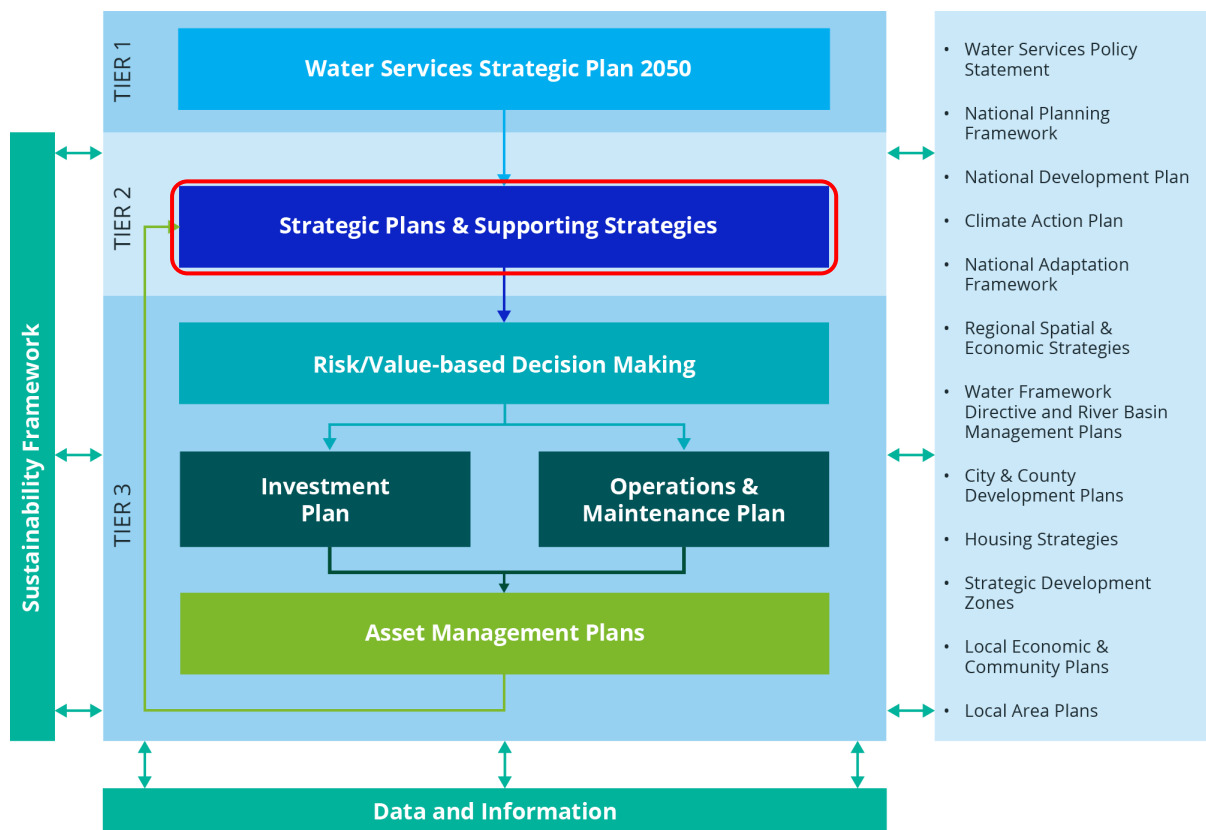 TIER 1
Water Services Strategic Plan 2050
TIER 2
Strategic Plans & Supporting Strategies
TIER 3
Risk/Value-based Decision Making
Investment
Plan
Operations &
Maintenance Plan
Asset Management Plans
Sustainability Framework
Data and Information
• Water Services Policy
Statement
• National Planning
Framework
• National Development Plan
• Climate Action Plan
• National Adaptation
Framework
• Regional Spatial &
Economic Strategies
• Water Framework
Directive and River Basin
Management Plans
• City & County
Development Plans
• Housing Strategies
• Strategic Development
Zones
• Local Economic &
Community Plans
• Local Area Plans